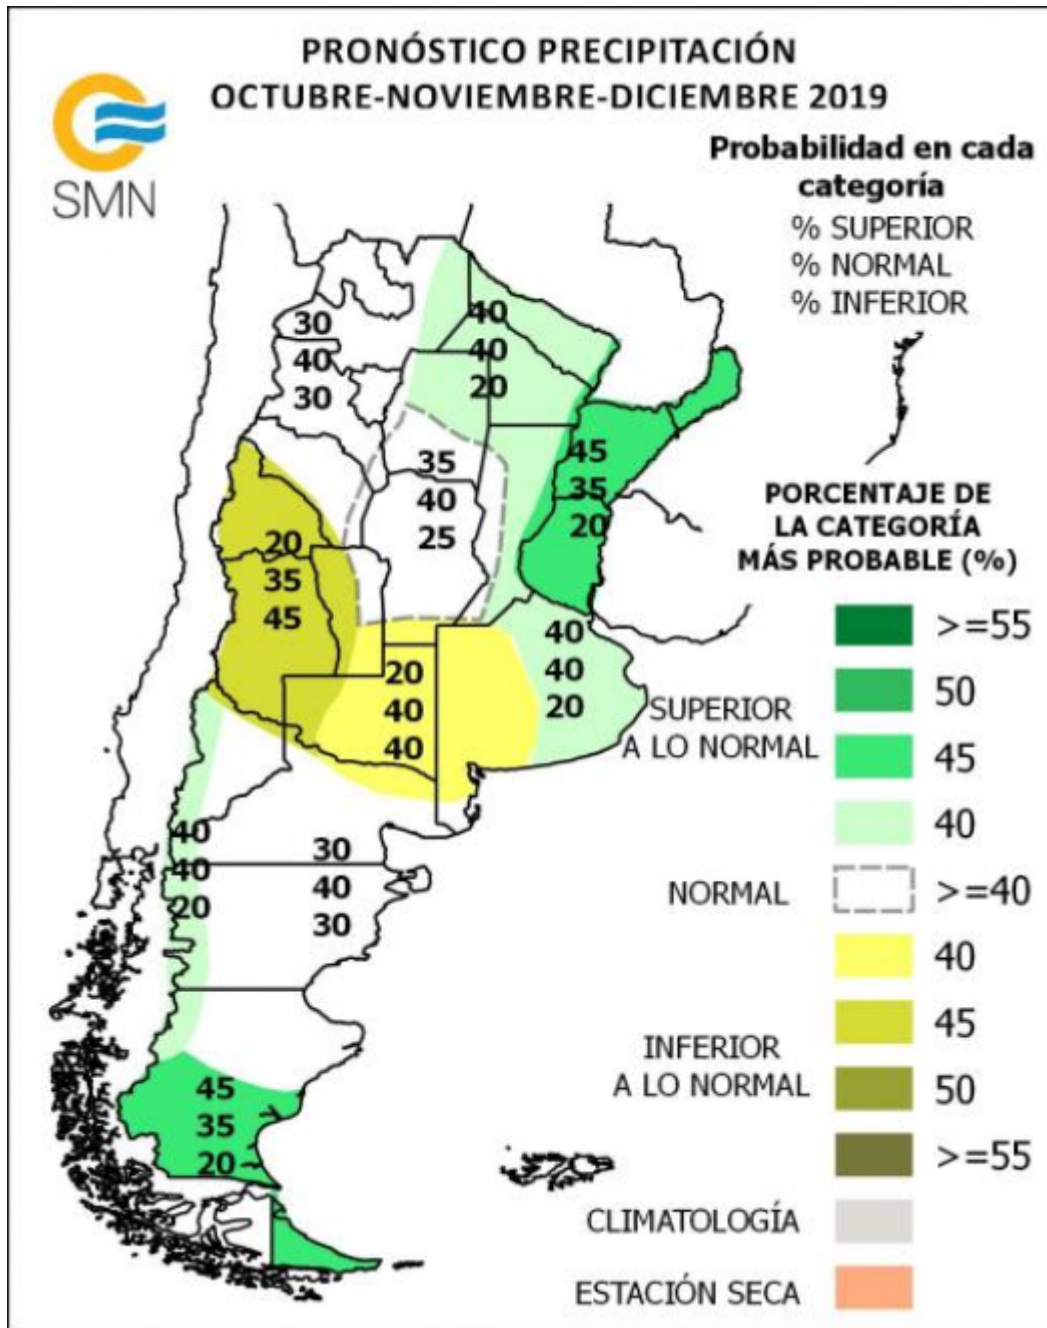 PRONÓSTICO PRECIPITACIÓN
OCTUBRE-NOVIEMBRE-DICIEMBRE 2019
SMN
Probabilidad en cada
categoría
% SUPERIOR
% NORMAL
% INFERIOR
30
40
30
40
40
20
35
40
25
45
35
20
20
35
45
20
40
40
40
40
20
40
40
20
30
40
30
45
35
20
PORCENTAJE DE
LA CATEGORÍA
MÁS PROBABLE (%)
>=55
50
SUPERIOR
A LO NORMAL
45
40
NORMAL
>=40
40
45
INFERIOR
A LO NORMAL
50
>=55
CLIMATOLOGÍA
ESTACIÓN SECA